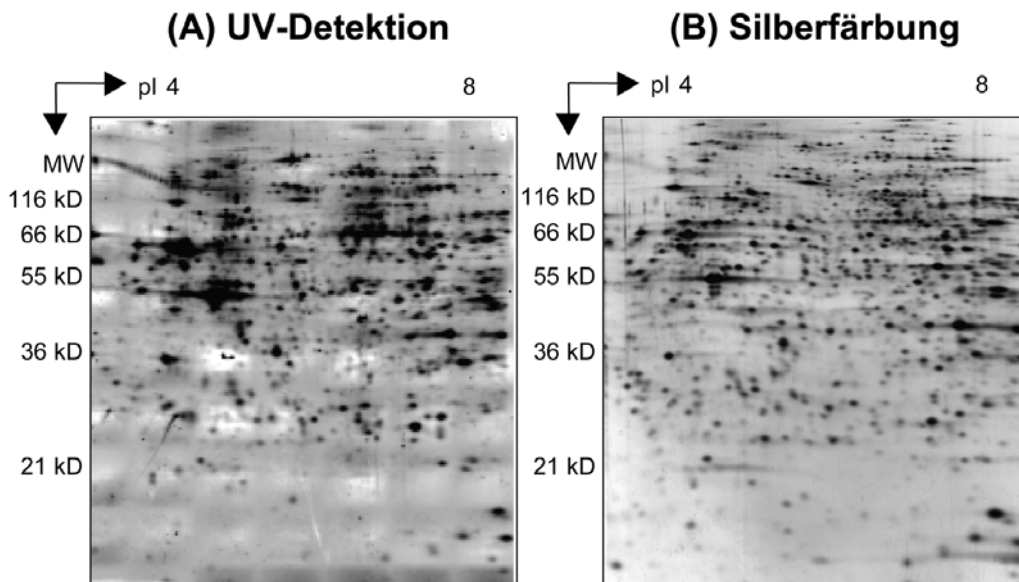 (A) UV-Detektion
pI 4 8
MW
116 kD
66 kD
55 kD
36 kD
21 kD
(B) Silberfärbung
pI 4 8
MW
116 kD
66 kD
55 kD
36 kD
21 kD